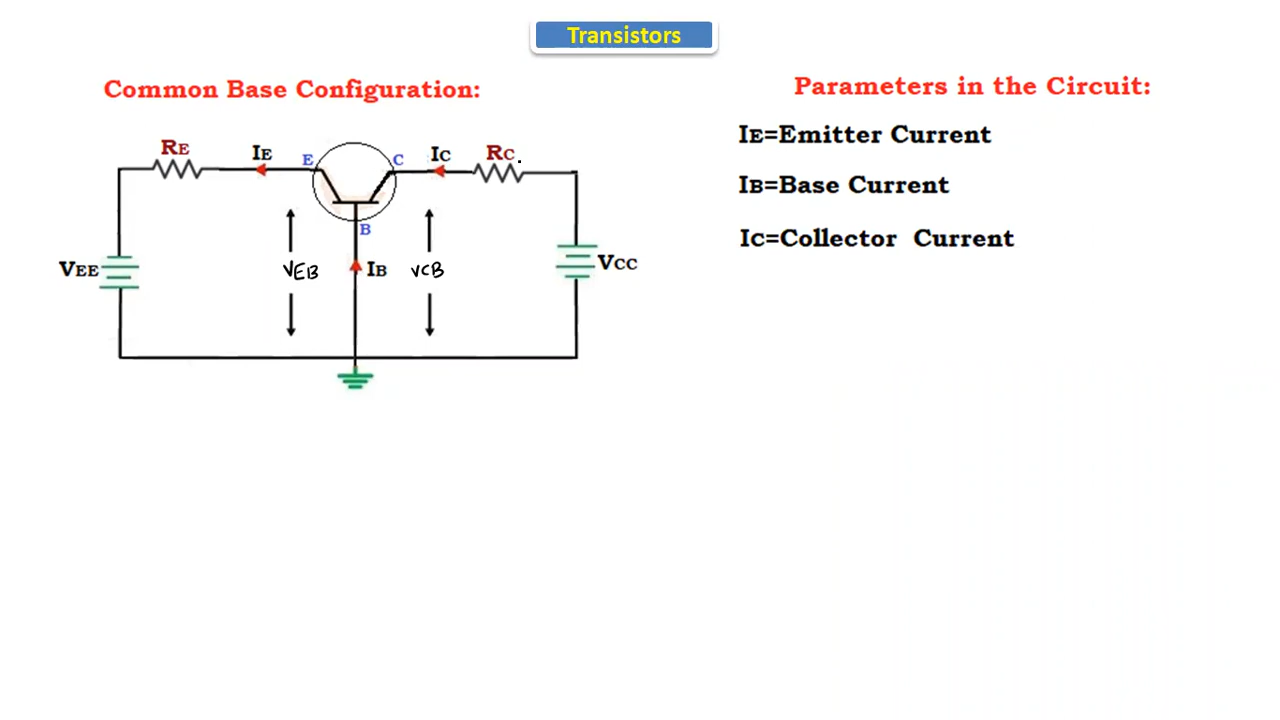 Transistors
Common Base Configuration:
Parameters in the Circuit:
IE=Emitter Current
IB=Base Current
IC=Collector Current
RE
IE
E
C
IC
RC
B
VEE
VEB
IB
VCB
VCC